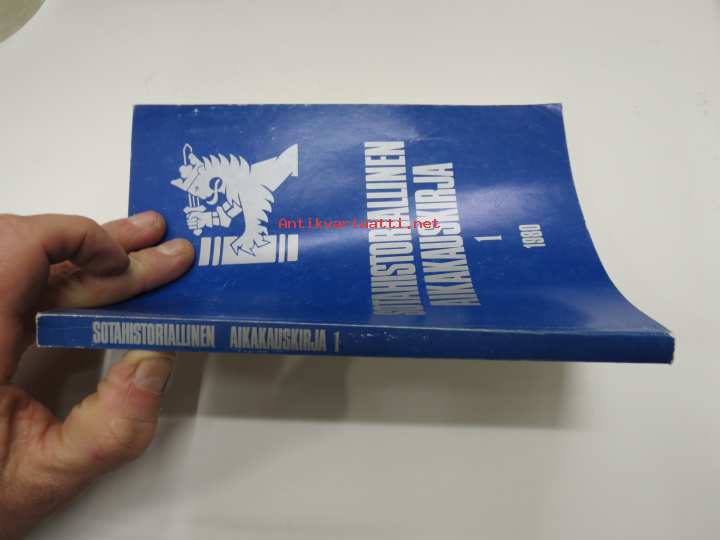 SOTAHISTORIALLINEN
AIKAKAUSKIRJA
1
1980
Antikvariaatti.net
SOTAHISTORIALLINEN AIKAKAUSKIRJA 1